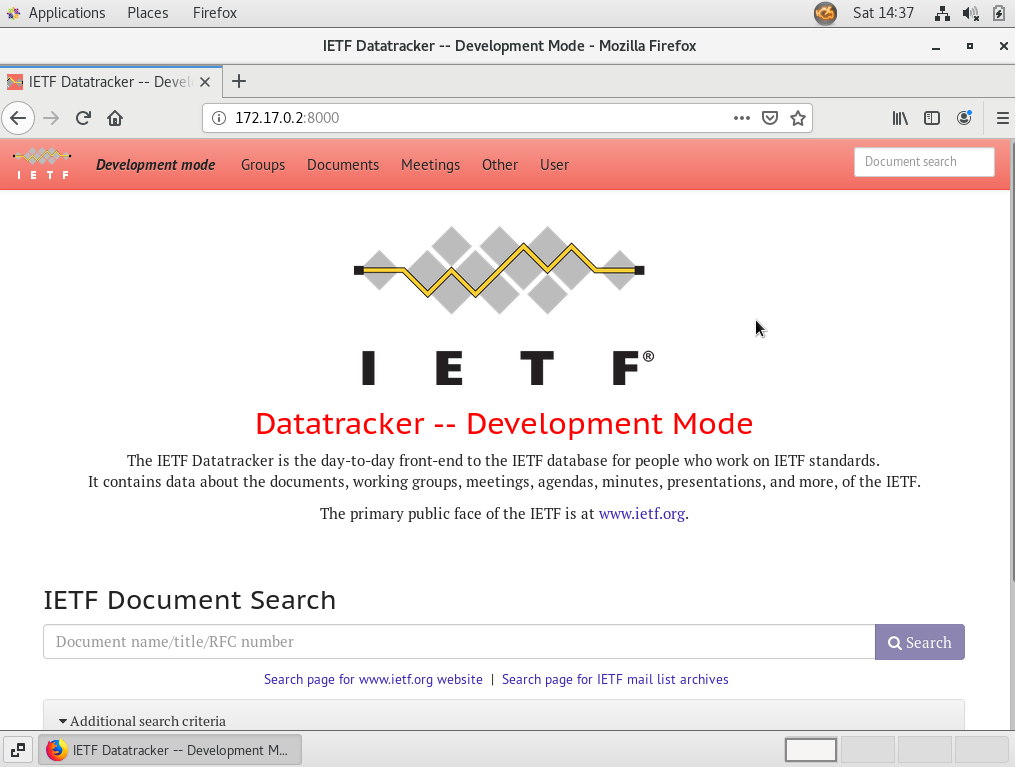 Applications Places Firefox Sat 14:37
IETF Datatracker -- Development Mode - Mozilla Firefox
IETF Datatracker -- Devel
172.17.0.2:8000
I E T F Development mode Groups Documents Meetings Other User Document search
I E T F®
Datatracker -- Development Mode
The IETF Datatracker is the day-to-day front-end to the IETF database for people who work on IETF standards.
It contains data about the documents, working groups, meetings, agendas, minutes, presentations, and more, of the IETF.
The primary public face of the IETF is at www.ietf.org.
IETF Document Search
Document name/title/RFC number Search
Search page for www.ietf.org website | Search page for IETF mail list archives
Additional search criteria
IETF Datatracker -- Development M...